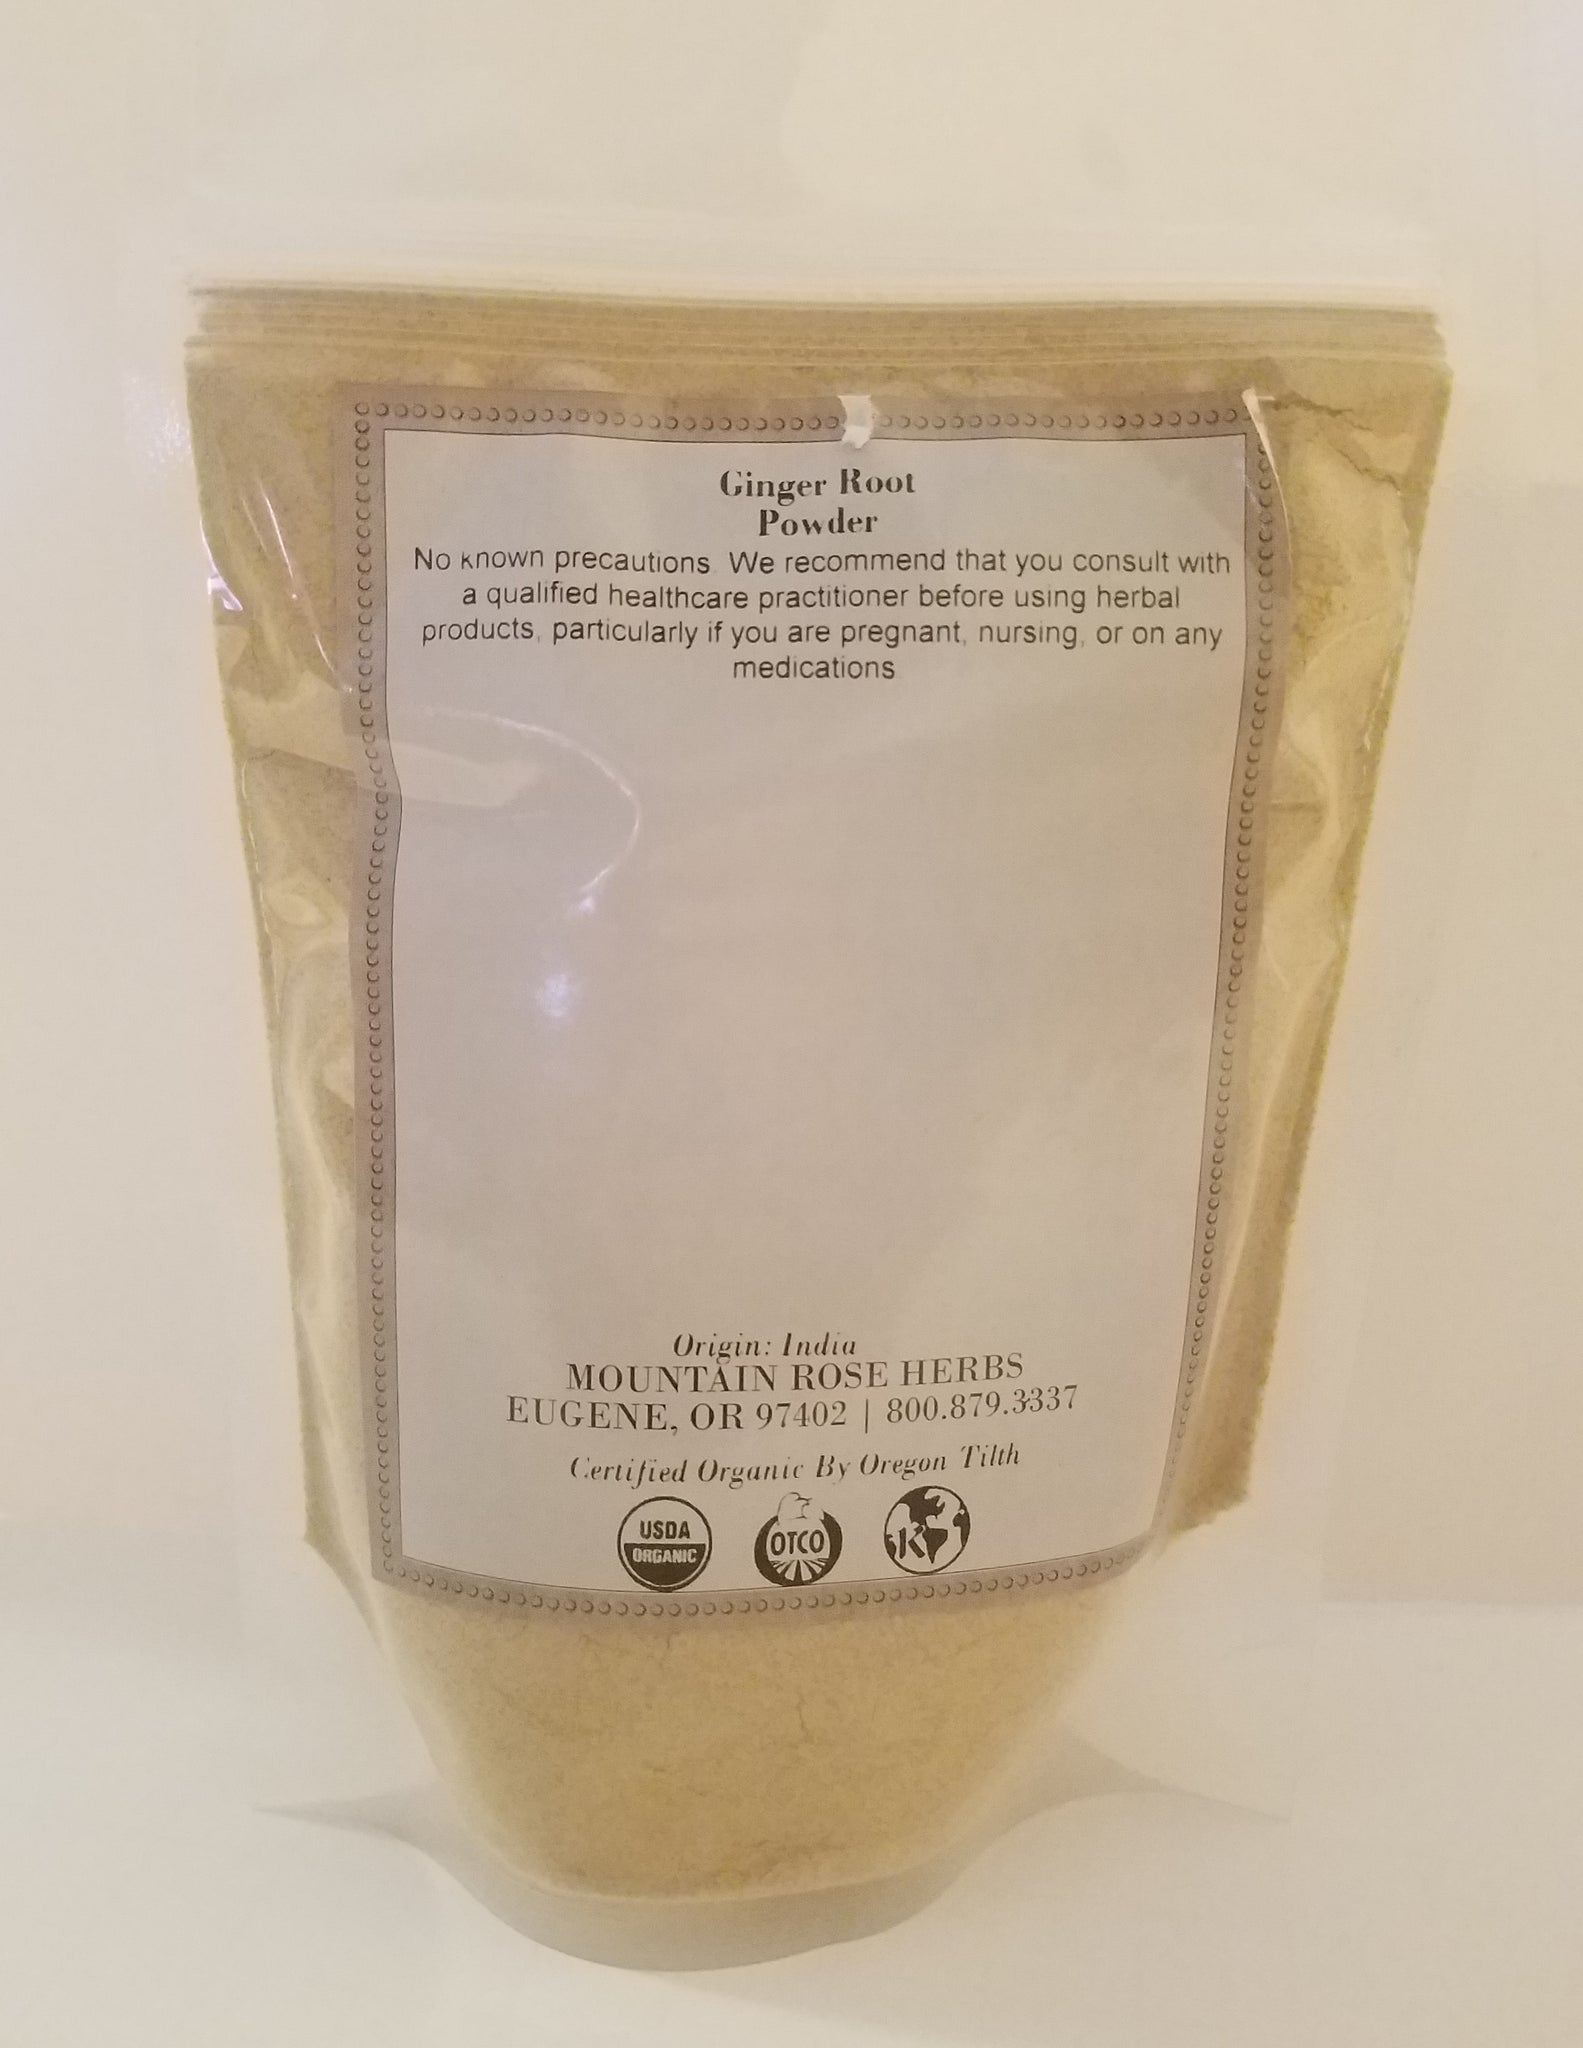 Ginger Root
Powder
No known precautions. We recommend that you consult with
a qualified healthcare practitioner before using herbal
products, particularly if you are pregnant, nursing, or on any
medications
Origin: India
MOUNTAIN ROSE HERBS
EUGENE, OR 97402 | 800.879.3337
Certified Organic By Oregon Tilth
USDA
ORGANIC
OTCO
K